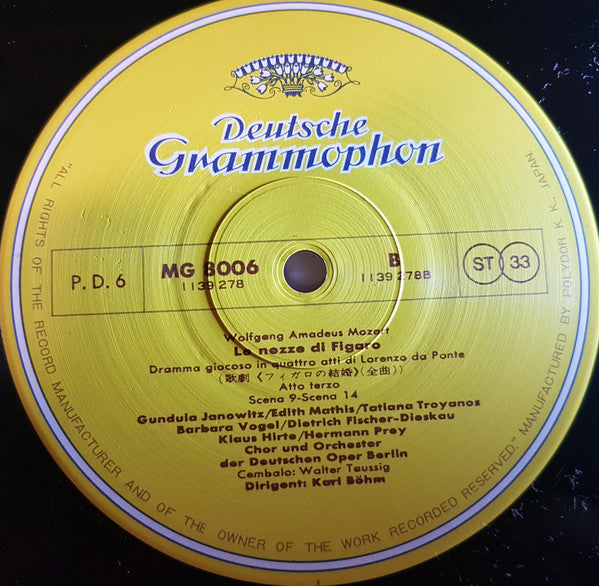 Deutsche
Grammophon
P.D.6
MG 8006
1139 278
B
1139 278B
ST 33
Wolfgang Amadeus Mozart
Le nozze di Figaro
Dramma giocoso in quattro atti di Lorenzo da Ponte
(歌劇《フィガロの結婚》(全曲))
Atto terzo
Scena 9-Scena 14
Gundula Janowitz/Edith Mathis/Tatiana Troyanos
Barbara Vogel/Dietrich Fischer-Dieskau
Klaus Hirte/Hermann Prey
Chor und Orchester
der Deutschen Oper Berlin
Cembalo: Walter Taussig
Dirigent: Karl Böhm
"ALL RIGHTS OF THE RECORD MANUFACTURER AND OF THE OWNER OF THE WORK RECORDED RESERVED." MANUFACTURED BY POLYDOR K.K., JAPAN